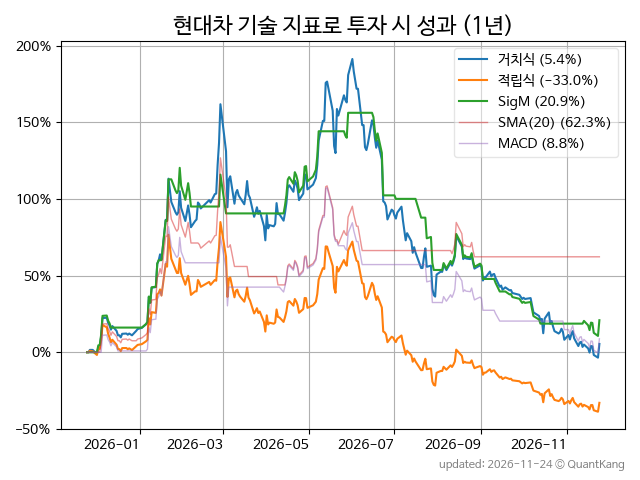 현대차 기술 지표로 투자 시 성과 (1년)
200%
150%
100%
50%
0%
−50%
거치식 (5.4%)
적립식 (−33.0%)
SigM (20.9%)
SMA(20) (62.3%)
MACD (8.8%)
2026-01
2026-03
2026-05
2026-07
2026-09
2026-11
updated: 2026-11-24 © QuantKang